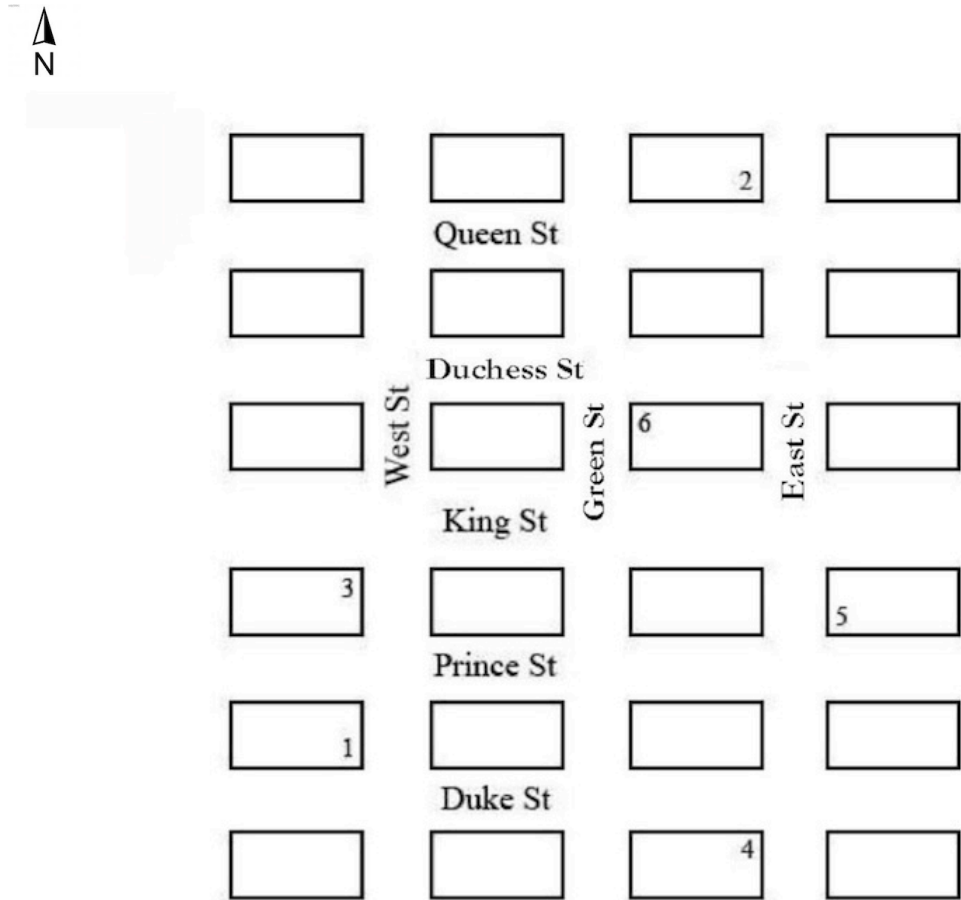 N
2
Queen St
Duchess St
West St
Green St
6
East St
King St
3
5
Prince St
1
Duke St
4